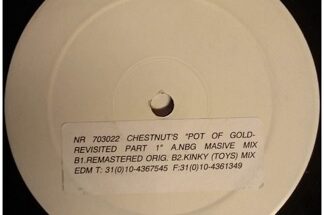 NR 703022 CHESTNUT'S "POT OF GOLD-
REVISITED PART 1" A.NBG MASIVE MIX
B1.REMASTERED ORIG. B2.KINKY (TOYS) MIX
EDM T: 31(0)10-4367545 F:31(0)10-4361349